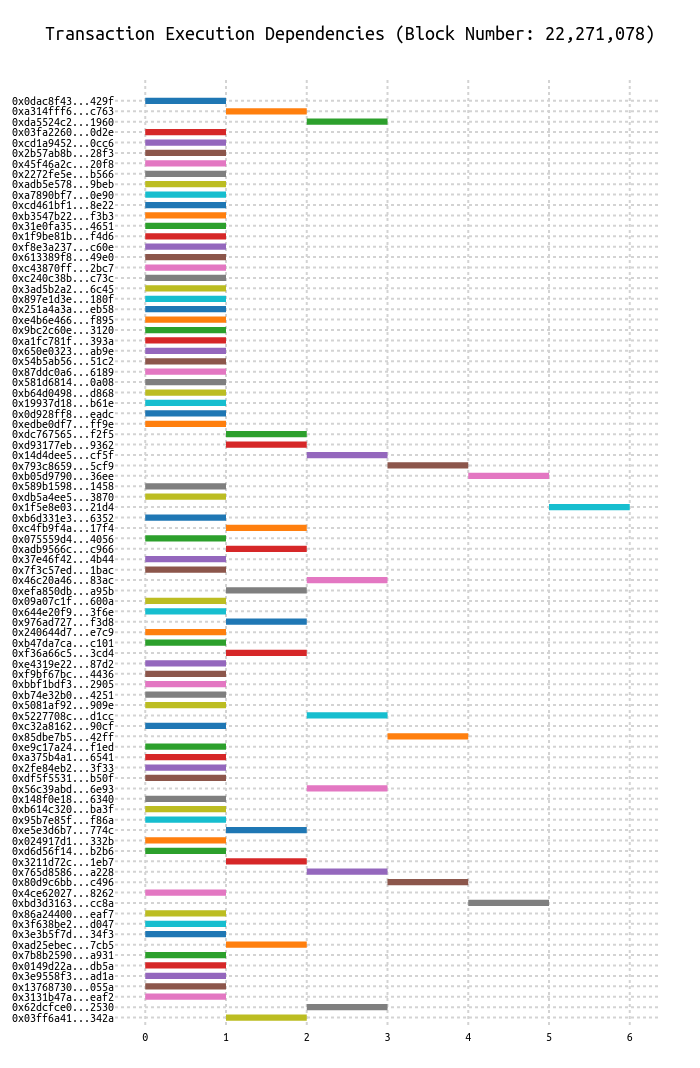 Transaction Execution Dependencies (Block Number: 22,271,078)
0x0dac8f43...429f
0xa314fff6...c763
0xda5524c2...1960
0x03fa2260...0d2e
0xcd1a9452...0cc6
0x2b57ab8b...28f3
0x45f46a2c...20f8
0x2272fe5e...b566
0xadb5e578...9beb
0xa7890bf7...0e90
0xcd461bf1...8e22
0xb3547b22...f3b3
0x31e0fa35...4651
0x1f9be81b...f4d6
0xf8e3a237...c60e
0x613389f8...49e0
0xc43870ff...2bc7
0xc240c38b...c73c
0x3ad5b2a2...6c45
0x897e1d3e...180f
0x251a4a3a...eb58
0xe4b6e466...f895
0x9bc2c60e...3120
0xa1fc781f...393a
0x650e0323...ab9e
0x54b5ab56...51c2
0x87ddc0a6...6189
0x581d6814...0a08
0xb64d0498...d868
0x19937d18...b61e
0x0d928ff8...eadc
0xedbe0df7...ff9e
0xdc767565...f2f5
0xd93177eb...9362
0x14d4dee5...cf5f
0x793c8659...5cf9
0xb05d9790...36ee
0x589b1598...1458
0xdb5a4ee5...3870
0x1f5e8e03...21d4
0xb6d331e3...6352
0xc4fb9f4a...17f4
0x075559d4...4056
0xadb9566c...c966
0x37e46f42...4b44
0x7f3c57ed...1bac
0x46c20a46...83ac
0xefa850db...a95b
0x09a07c1f...600a
0x644e20f9...3f6e
0x976ad727...f3d8
0x240644d7...e7c9
0xb47da7ca...c101
0xf36a66c5...3cd4
0xe4319e22...87d2
0xf9bf67bc...4436
0xbbf1bdf3...2905
0xb74e32b0...4251
0x5081af92...909e
0x5227708c...d1cc
0xc32a8162...90cf
0x85dbe7b5...42ff
0xe9c17a24...f1ed
0xa375b4a1...6541
0x2fe84eb2...3f33
0xdf5f5531...b50f
0x56c39abd...6e93
0x148f0e18...6340
0xb614c320...ba3f
0x95b7e85f...f86a
0xe5e3d6b7...774c
0x024917d1...332b
0xd6d56f14...b2b6
0x3211d72c...1eb7
0x765d8586...a228
0x80d9c6bb...c496
0x4ce62027...8262
0xbd3d3163...cc8a
0x86a24400...eaf7
0x3f638be2...d047
0x3e3b5f7d...34f3
0xad25ebec...7cb5
0x7b8b2590...a931
0x0149d22a...db5a
0x3e9558f3...ad1a
0x13768730...055a
0x3131b47a...eaf2
0x62dcfce0...2530
0x03ff6a41...342a
0 1 2 3 4 5 6